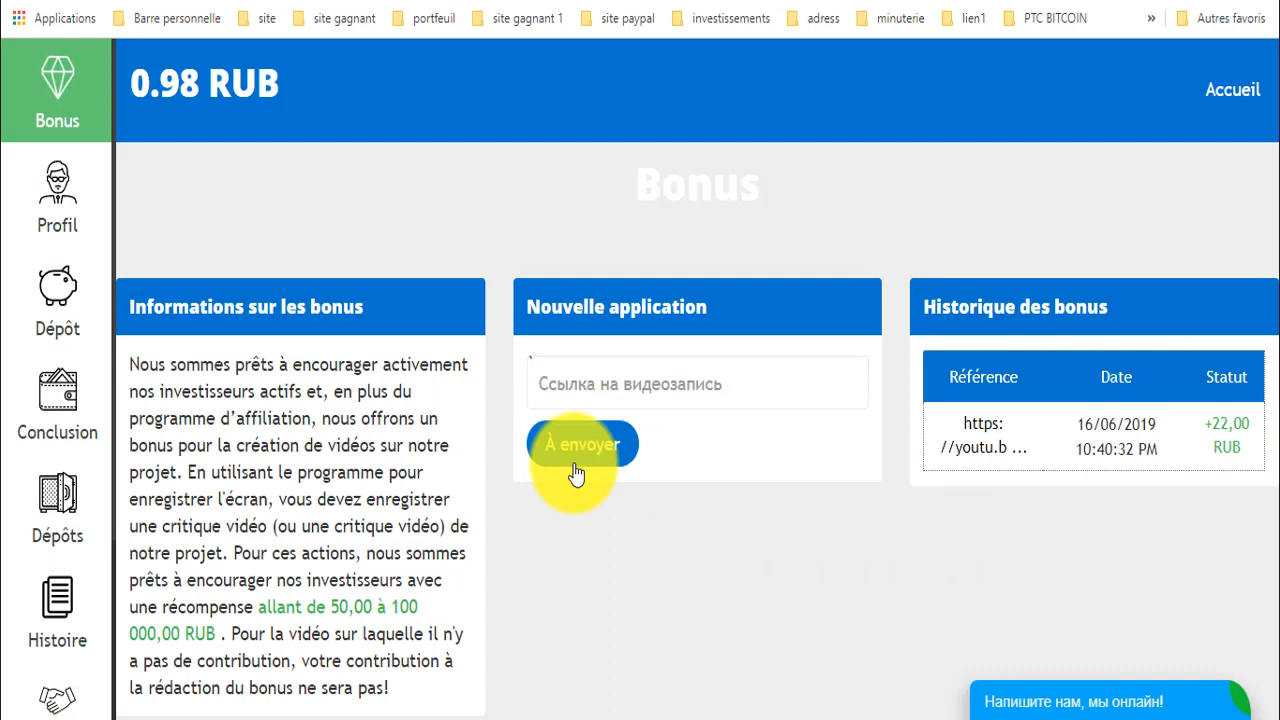 Applications Barre personnelle site site gagnant portfeuil site gagnant 1 site paypal investissements adress minuterie lien1 PTC BITCOIN » Autres favoris
0.98 RUB
Accueil
Bonus
Profil
Dépôt
Conclusion
Dépôts
Histoire
Bonus
Informations sur les bonus
Nous sommes prêts à encourager activement
nos investisseurs actifs et, en plus du
programme d’affiliation, nous offrons un
bonus pour la création de vidéos sur notre
projet. En utilisant le programme pour
enregistrer l'écran, vous devez enregistrer
une critique vidéo (ou une critique vidéo) de
notre projet. Pour ces actions, nous sommes
prêts à encourager nos investisseurs avec
une récompense allant de 50,00 à 100
000,00 RUB . Pour la vidéo sur laquelle il n'y
a pas de contribution, votre contribution à
la rédaction du bonus ne sera pas!
Nouvelle application
`
Ссылка на видеозапись
À envoyer
Historique des bonus
Référence Date Statut
https: 16/06/2019 +22,00
//youtu.b ... 10:40:32 PM RUB
Напишите нам, мы онлайн!